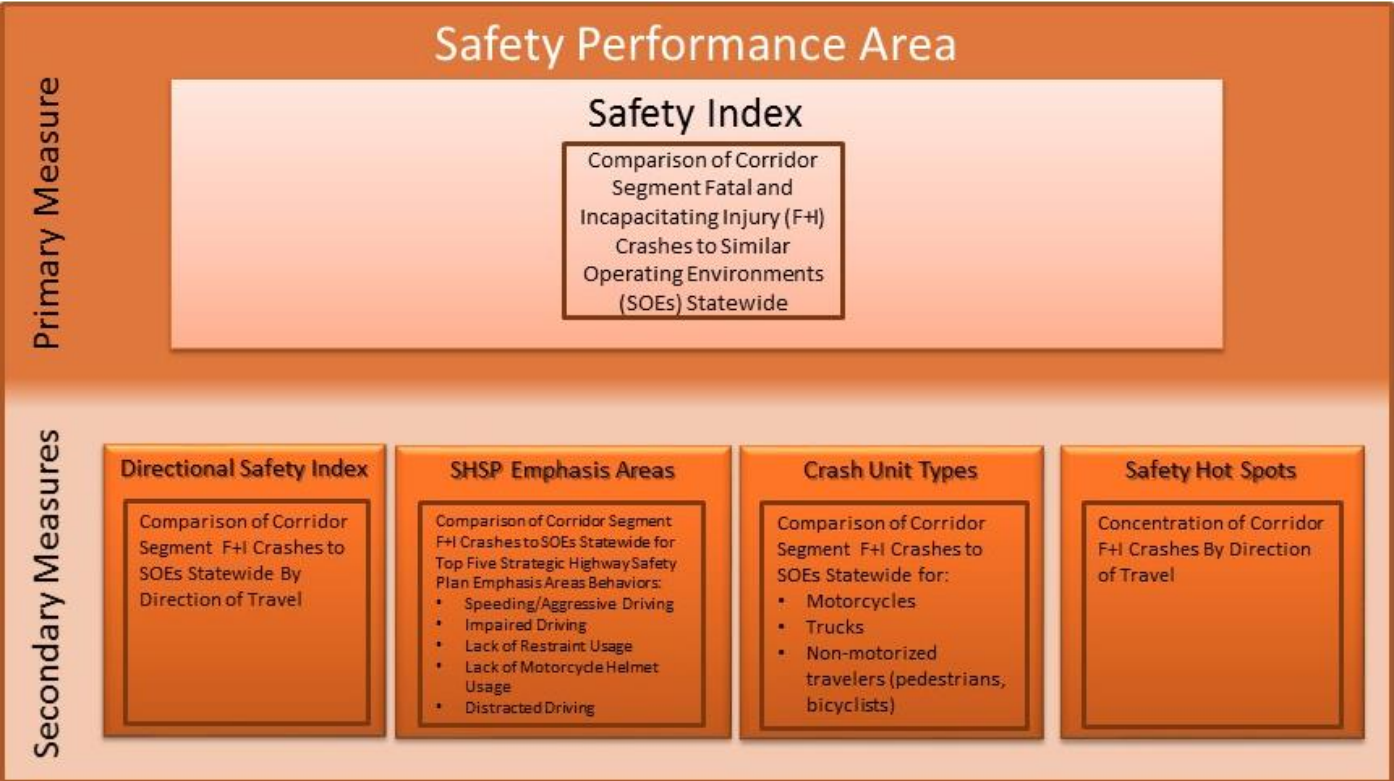 Safety Performance Area
Primary Measure
Safety Index
Comparison of Corridor
Segment Fatal and
Incapacitating Injury (F+I)
Crashes to Similar
Operating Environments
(SOEs) Statewide
Secondary Measures
Directional Safety Index
Comparison of Corridor
Segment F+I Crashes to
SOEs Statewide By
Direction of Travel
SHSP Emphasis Areas
Comparison of Corridor Segment
F+I Crashes to SOEs Statewide for
Top Five Strategic Highway Safety
Plan Emphasis Areas Behaviors:
• Speeding/Aggressive Driving
• Impaired Driving
• Lack of Restraint Usage
• Lack of Motorcycle Helmet
Usage
• Distracted Driving
Crash Unit Types
Comparison of Corridor
Segment F+I Crashes to
SOEs Statewide for:
• Motorcycles
• Trucks
• Non-motorized
travelers (pedestrians,
bicyclists)
Safety Hot Spots
Concentration of Corridor
F+I Crashes By Direction
of Travel